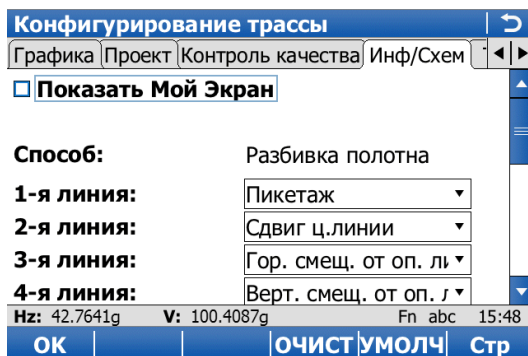 Конфигурирование трассы
Графика Проект Контроль качества Инф/Схем
Показать Мой Экран
Способ: Разбивка полотна
1-я линия: Пикетаж
2-я линия: Сдвиг ц.линии
3-я линия: Гор. смещ. от оп. ли
4-я линия: Верт. смещ. от оп.
Hz: 42.7641g V: 100.4087g Fn abc 15:48
OK ОЧИСТ УМОЛЧ Стр